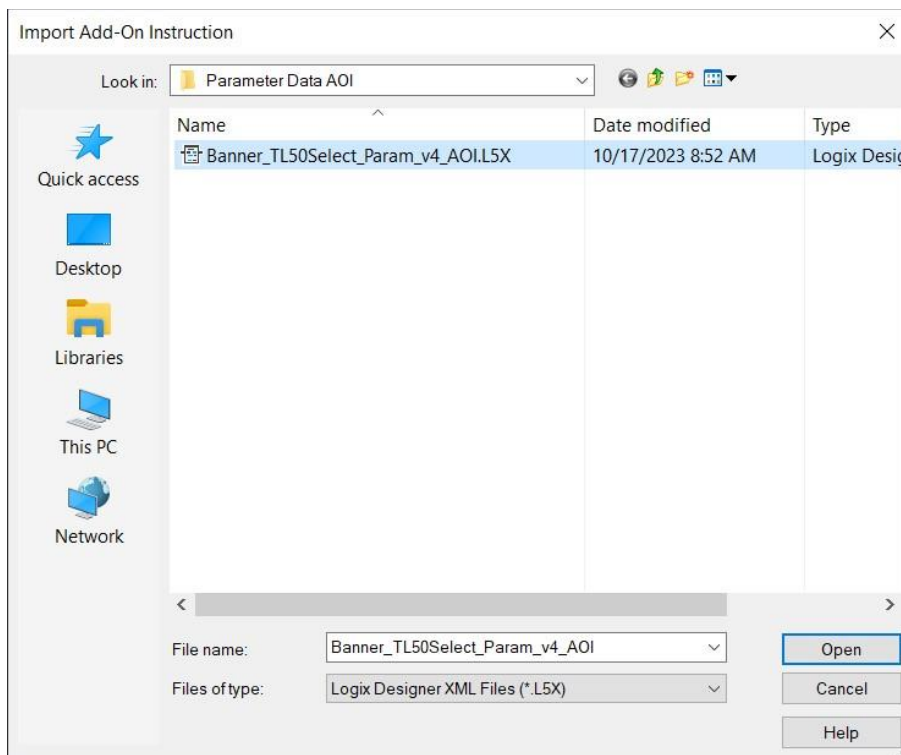 Import Add-On Instruction
Look in: Parameter Data AOI
Name Date modified Type
Banner_TL50Select_Param_v4_AOI.L5X 10/17/2023 8:52 AM Logix Desig
Quick access
Desktop
Libraries
This PC
Network
File name: Banner_TL50Select_Param_v4_AOI Open
Files of type: Logix Designer XML Files (*.L5X) Cancel
Help